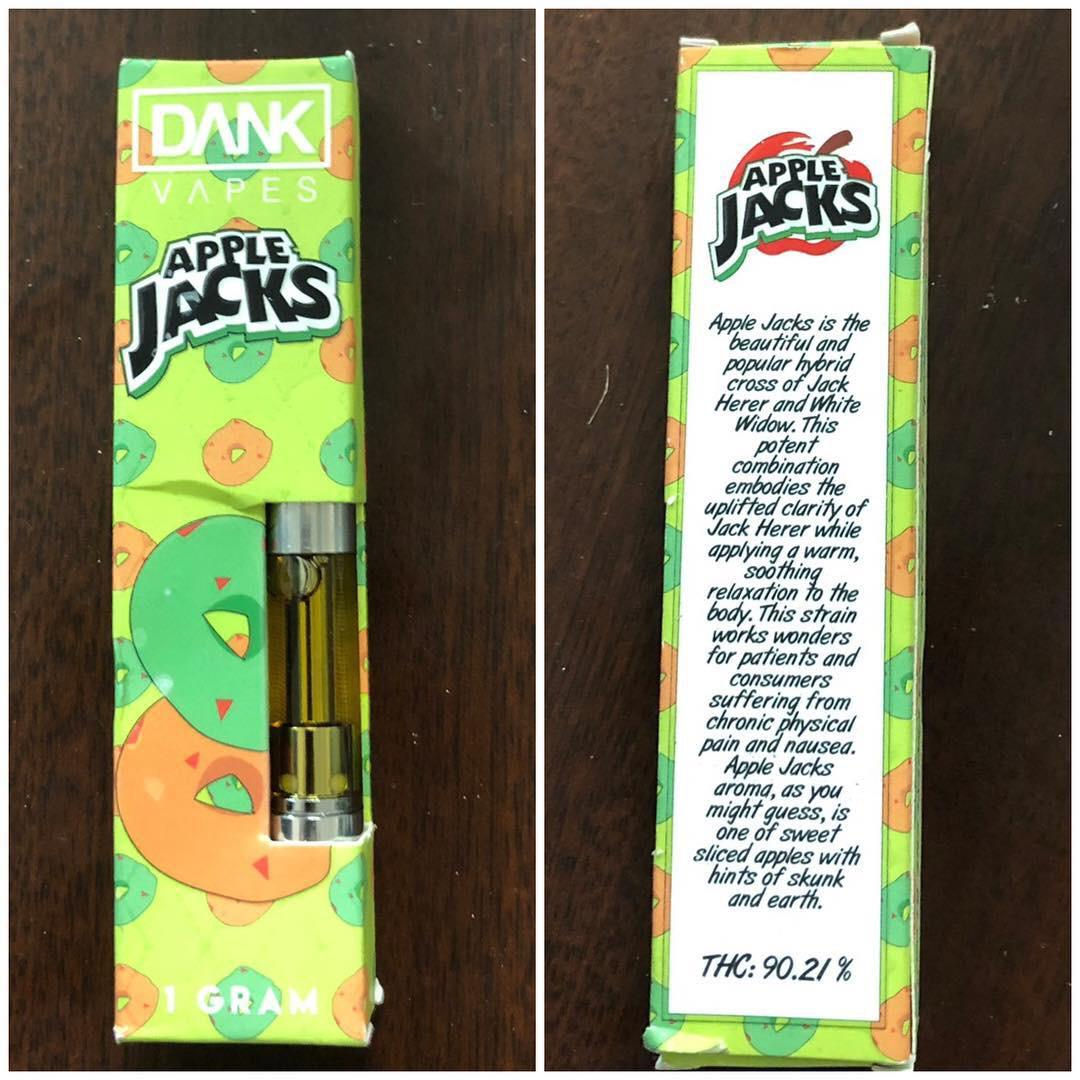 DANK
VAPES
APPLE
JACKS
1 GRAM
APPLE
JACKS
Apple Jacks is the
beautiful and
popular hybrid
cross of Jack
Herer and White
Widow. This
potent
combination
embodies the
uplifted clarity of
Jack Herer while
applying a warm,
soothing
relaxation to the
body. This strain
works wonders
for patients and
consumers
suffering from
chronic physical
pain and nausea.
Apple Jacks
aroma, as you
might guess, is
one of sweet
sliced apples with
hints of skunk
and earth.
THC: 90.21 %